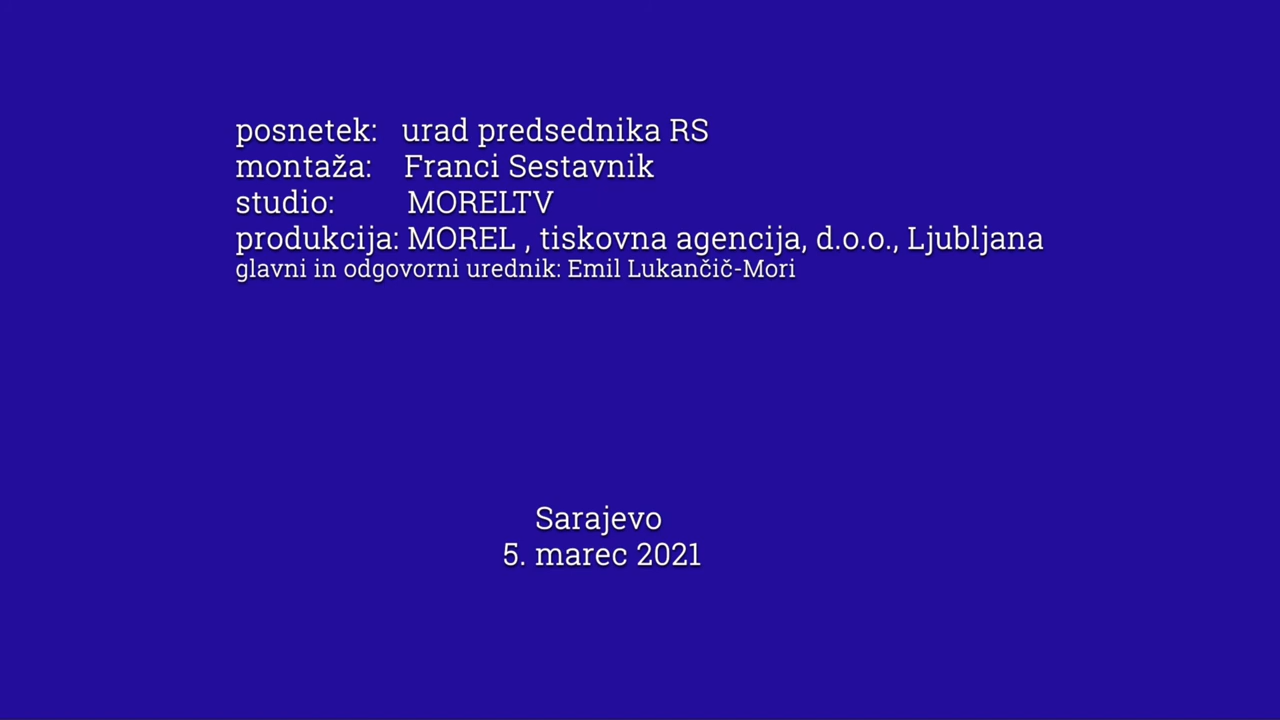 posnetek: urad predsednika RS
montaža: Franci Sestavnik
studio: MORELTV
produkcija: MOREL , tiskovna agencija, d.o.o., Ljubljana
glavni in odgovorni urednik: Emil Lukančič-Mori
Sarajevo
5. marec 2021